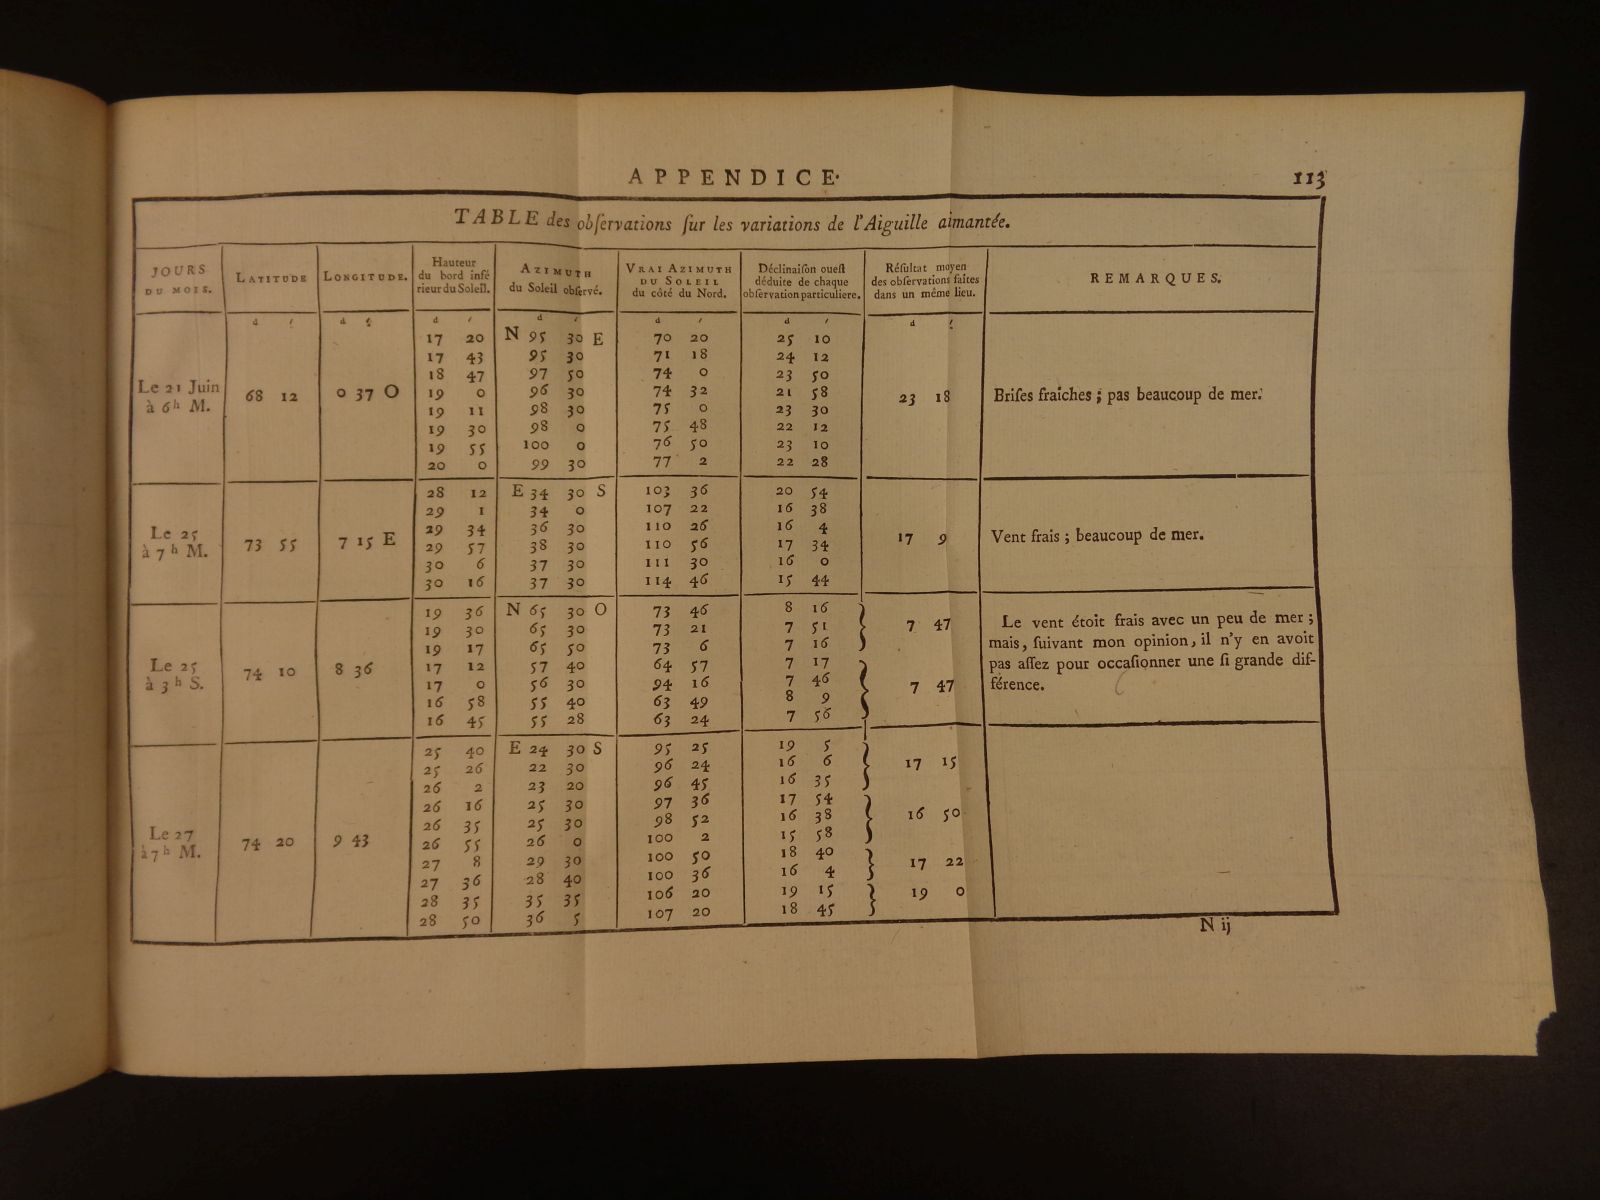 APPENDICE.
113
TABLE des obſervations ſur les variations de l'Aiguille aimantée.
JOURS DU MOIS. | LATITUDE | LONGITUDE. | Hauteur du bord infé rieur du Soleil. | AZIMUTH du Soleil obſervé. | VRAI AZIMUTH DU SOLEIL du côté du Nord. | Déclinaiſon oueſt déduite de chaque obſervation particuliere. | Réſultat moyen des obſervations faites dans un même lieu. | REMARQUES.
d ′ | d ′ | d ′ | d ′ | d ′ | d ′ | d ′
17 20 | N 95 30 E | 70 20 | 25 10
17 43 | 95 30 | 71 18 | 24 12
18 47 | 97 50 | 74 0 | 23 50
Le 21 Juin à 6h M. | 68 12 | 0 37 O | 19 0 | 96 30 | 74 32 | 21 58 | 23 18 | Briſes fraîches ; pas beaucoup de mer.
19 11 | 98 30 | 75 0 | 23 30
19 30 | 98 0 | 75 48 | 22 12
19 55 | 100 0 | 76 50 | 23 10
20 0 | 99 30 | 77 2 | 22 28
28 12 | E 34 30 S | 103 36 | 20 54
29 1 | 34 0 | 107 22 | 16 38
29 34 | 36 30 | 110 26 | 16 4
Le 25 à 7h M. | 73 55 | 7 15 E | 29 57 | 38 30 | 110 56 | 17 34 | 17 9 | Vent frais ; beaucoup de mer.
30 6 | 37 30 | 111 30 | 16 0
30 16 | 37 30 | 114 46 | 15 44
19 36 | N 65 30 O | 73 46 | 8 16
19 30 | 65 30 | 73 21 | 7 51 | 7 47 | Le vent étoit frais avec un peu de mer ;
19 17 | 65 50 | 73 6 | 7 16 | mais, ſuivant mon opinion, il n'y en avoit
Le 25 à 3h S. | 74 10 | 8 36 | 17 12 | 57 40 | 64 57 | 7 17 | pas aſſez pour occaſionner une ſi grande diſ-
17 0 | 56 30 | 94 16 | 7 46 | 7 47 | férence.
16 58 | 55 40 | 63 49 | 8 9
16 45 | 55 28 | 63 24 | 7 56
25 40 | E 24 30 S | 95 25 | 19 5
25 26 | 22 30 | 96 24 | 16 6 | 17 15
26 2 | 23 20 | 96 45 | 16 35
26 16 | 25 30 | 97 36 | 17 54
26 35 | 25 30 | 98 52 | 16 38 | 16 50
Le 27 à 7h M. | 74 20 | 9 43 | 26 55 | 26 0 | 100 2 | 15 58
27 8 | 29 30 | 100 50 | 18 40 | 17 22
27 36 | 28 40 | 100 36 | 16 4
28 35 | 35 35 | 106 20 | 19 15 | 19 0
28 50 | 36 5 | 107 20 | 18 45
N ij